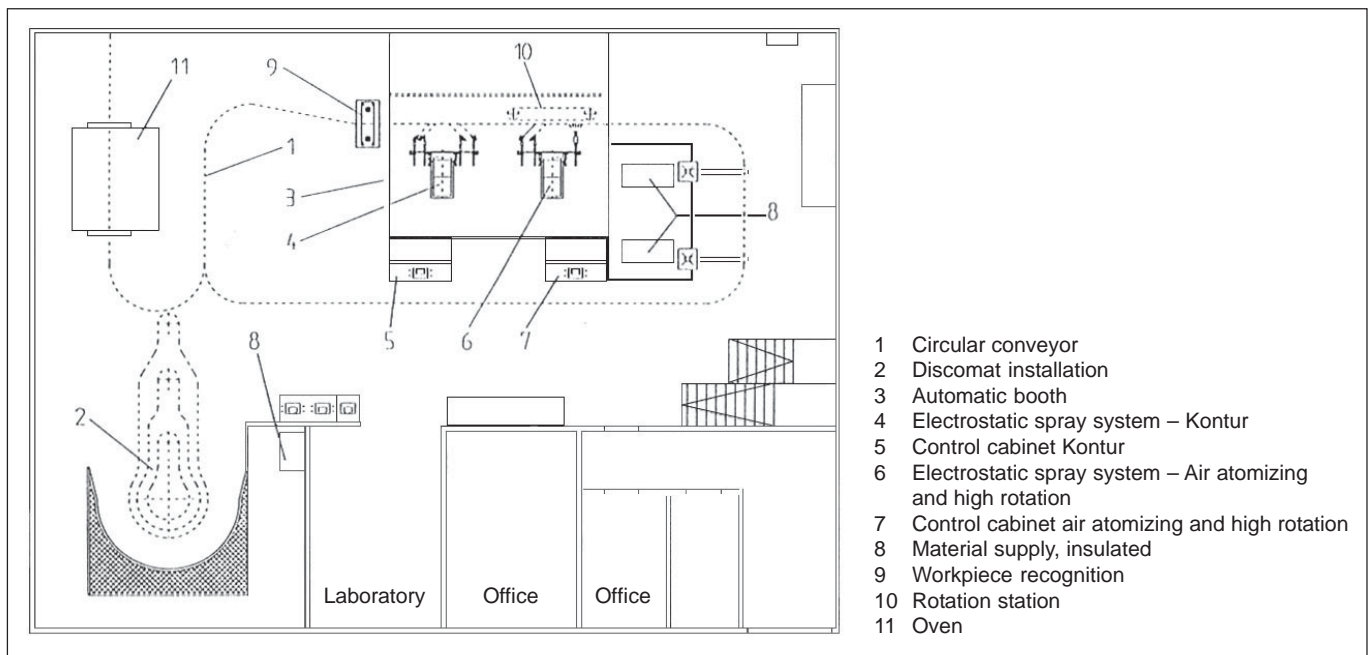 11
9
10
1
3
4
8
5
6
7
8
2
Laboratory
Office
Office
1 Circular conveyor
2 Discomat installation
3 Automatic booth
4 Electrostatic spray system – Kontur
5 Control cabinet Kontur
6 Electrostatic spray system – Air atomizing
and high rotation
7 Control cabinet air atomizing and high rotation
8 Material supply, insulated
9 Workpiece recognition
10 Rotation station
11 Oven